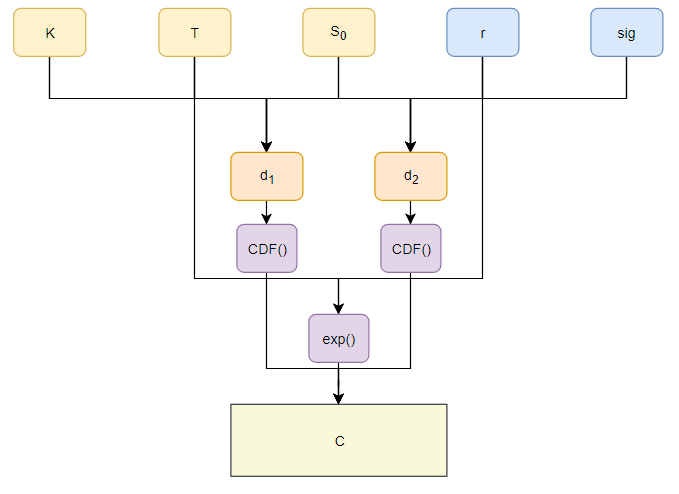 K
T
S₀
r
sig
d₁
d₂
CDF()
CDF()
exp()
C